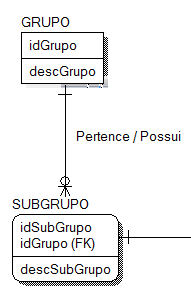 GRUPO
idGrupo
descGrupo
Pertence / Possui
SUBGRUPO
idSubGrupo
idGrupo (FK)
descSubGrupo